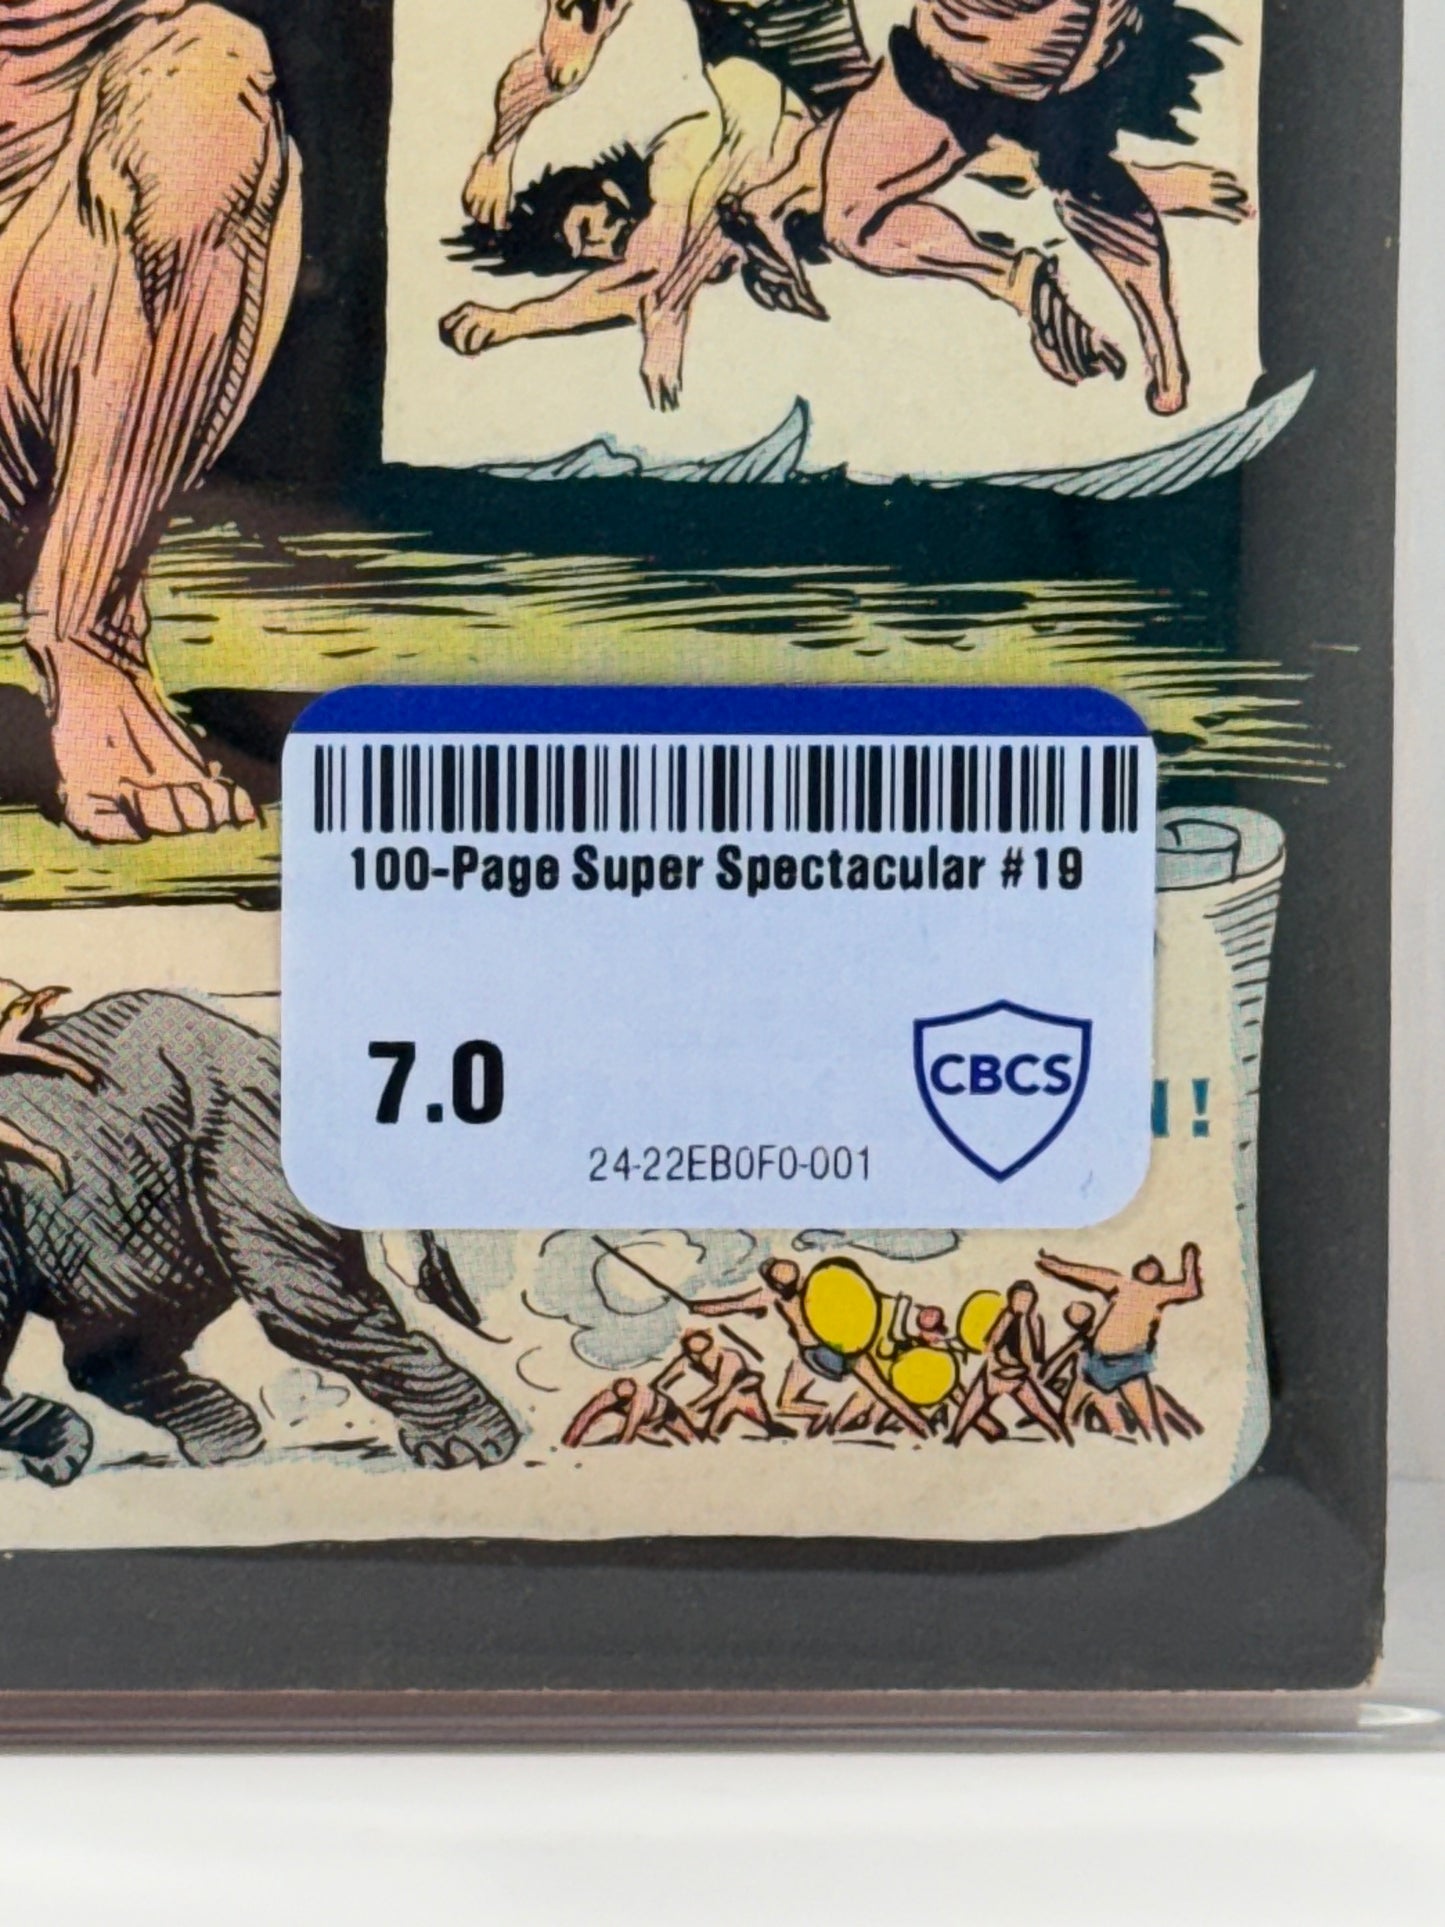 100-Page Super Spectacular #19
7.0
CBCS
24-22EB0F0-001
!